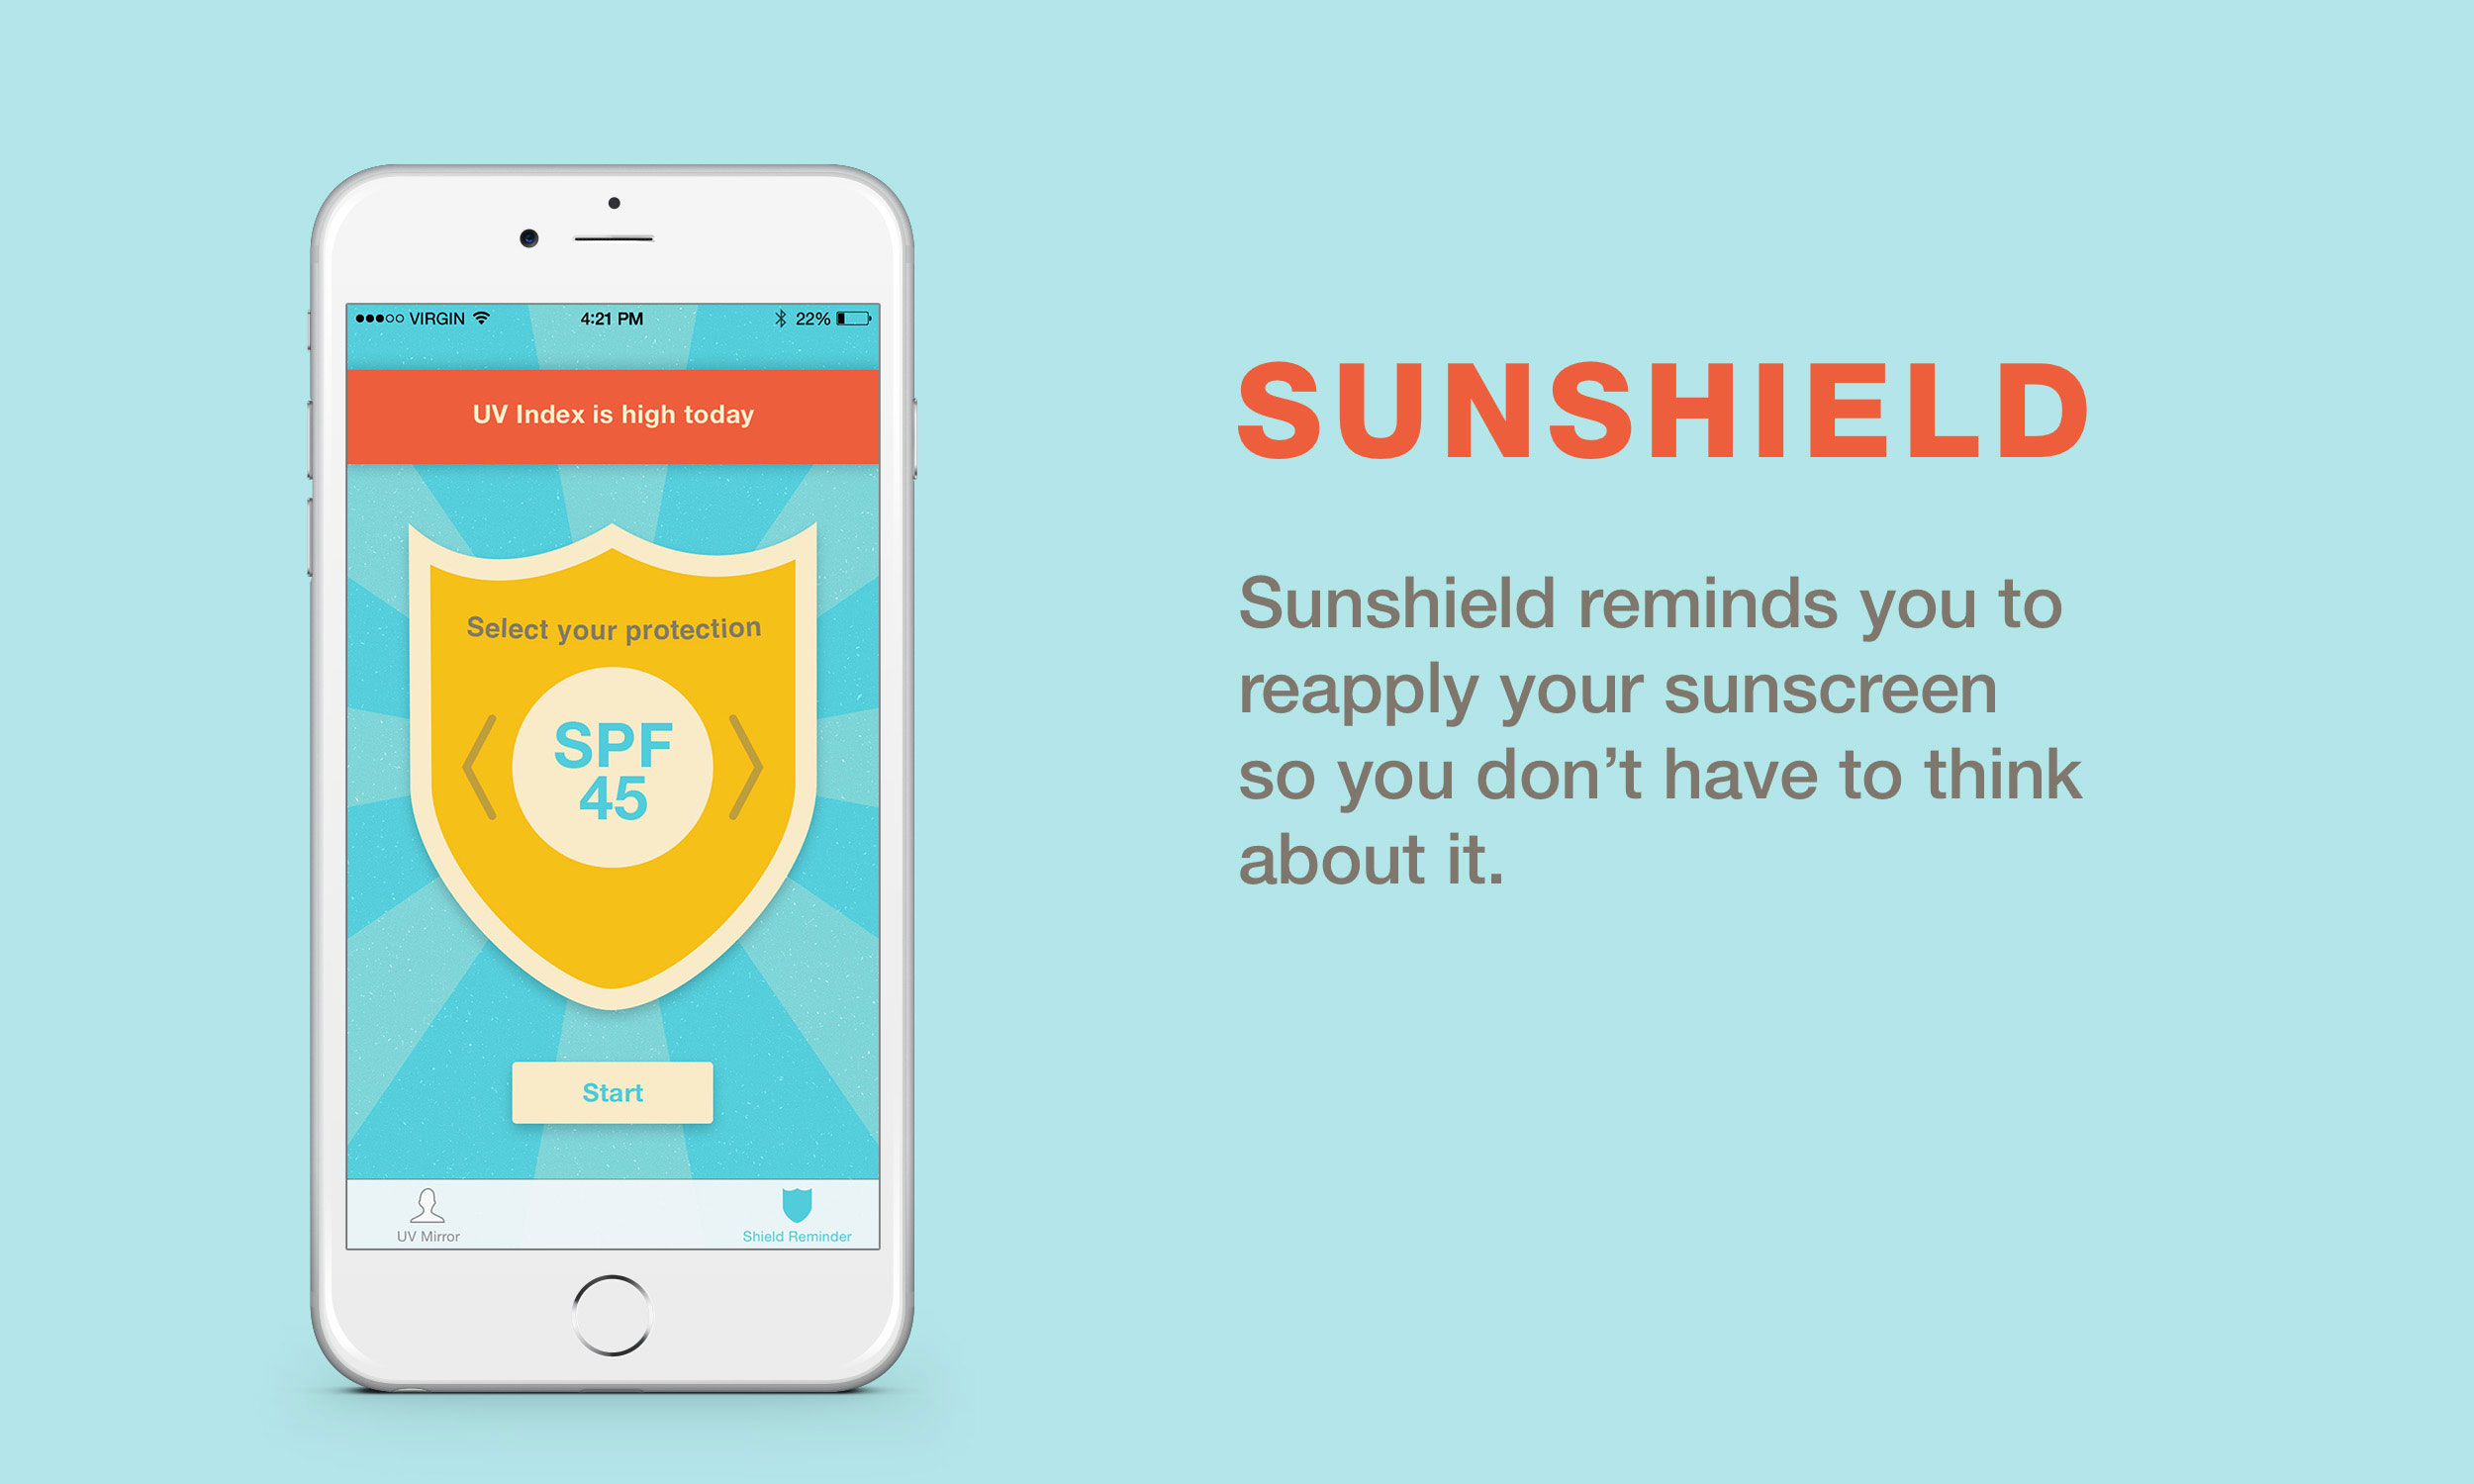 VIRGIN 4:21 PM 22%
UV Index is high today
Select your protection
SPF
45
Start
UV Mirror Shield Reminder
SUNSHIELD
Sunshield reminds you to
reapply your sunscreen
so you don’t have to think
about it.